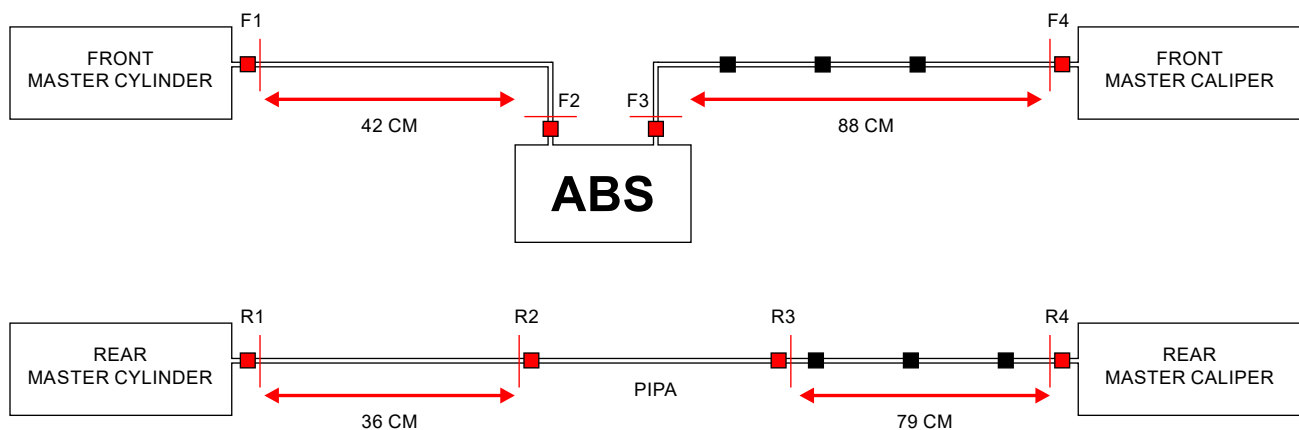 F1
F4
FRONT
MASTER CYLINDER
FRONT
MASTER CALIPER
F2
F3
42 CM
88 CM
ABS
R1
R2
R3
R4
REAR
MASTER CYLINDER
REAR
MASTER CALIPER
PIPA
36 CM
79 CM